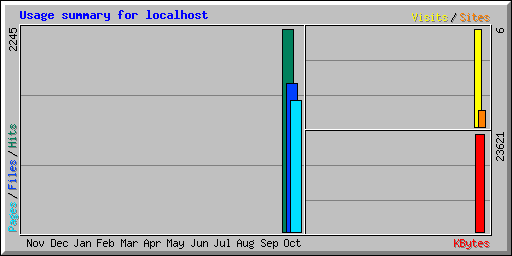 Usage summary for localhost
Visits / Sites
2245
6
Pages / Files / Hits
23621
Nov Dec Jan Feb Mar Apr May Jun Jul Aug Sep Oct
KBytes